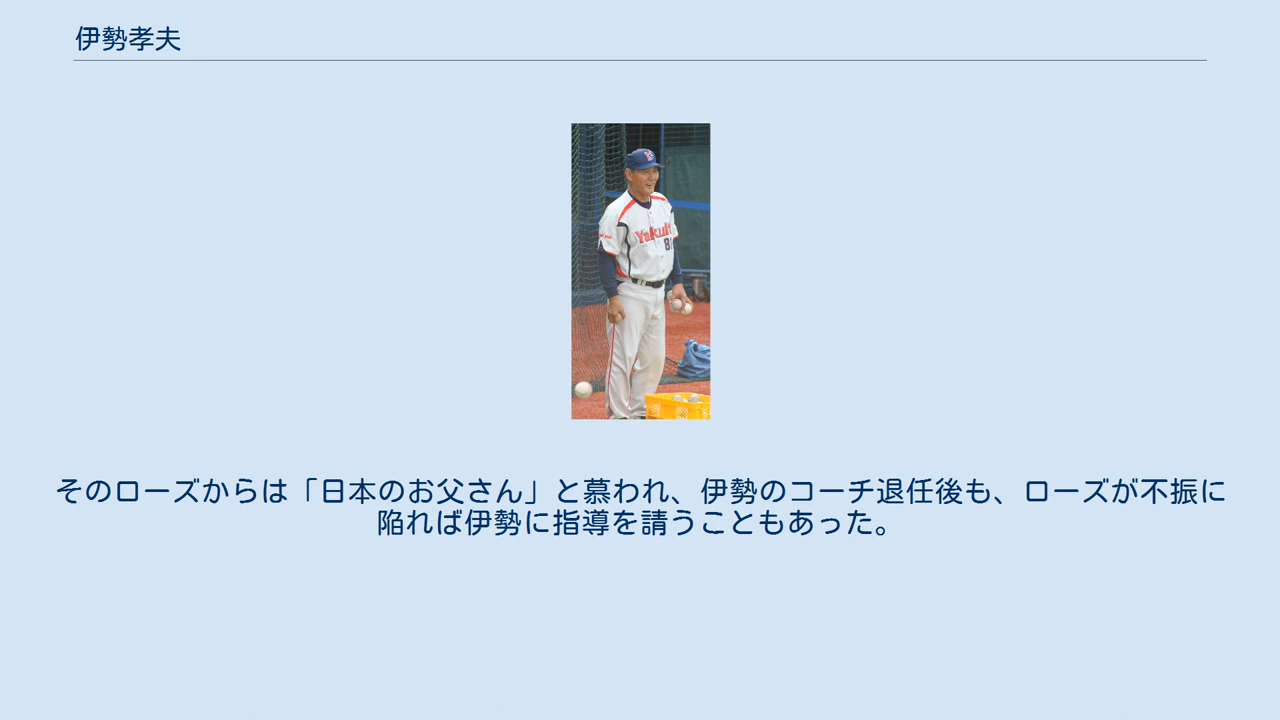 伊勢孝夫
Yakult
そのローズからは「日本のお父さん」と慕われ、伊勢のコーチ退任後も、ローズが不振に
陥れば伊勢に指導を請うこともあった。